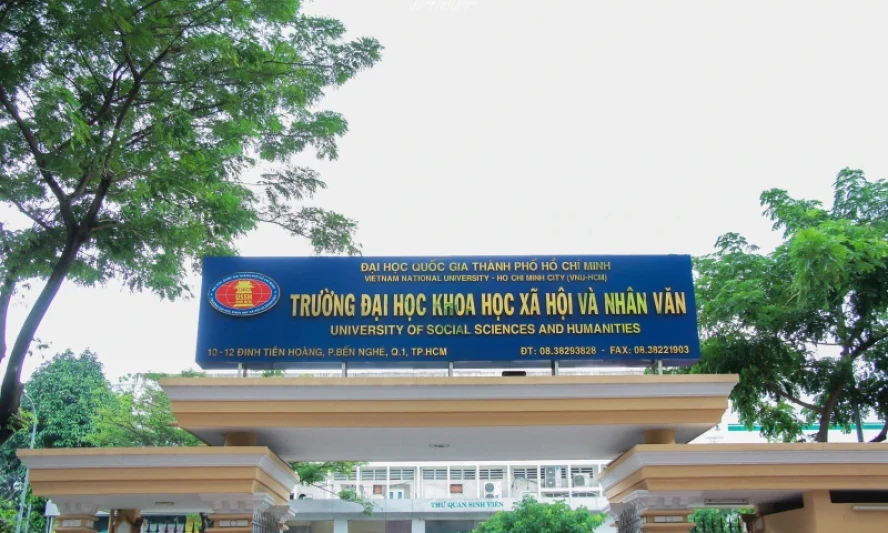 ĐẠI HỌC QUỐC GIA THÀNH PHỐ HỒ CHÍ MINH
VIETNAM NATIONAL UNIVERSITY - HO CHI MINH CITY (VNU-HCM)
TRƯỜNG ĐẠI HỌC KHOA HỌC XÃ HỘI VÀ NHÂN VĂN
UNIVERSITY OF SOCIAL SCIENCES AND HUMANITIES
10-12 ĐINH TIÊN HOÀNG, P.BẾN NGHÉ, Q.1, TP.HCM
ĐT: 08.38293828 - FAX: 08.38221903
THƯ QUÁN SINH VIÊN